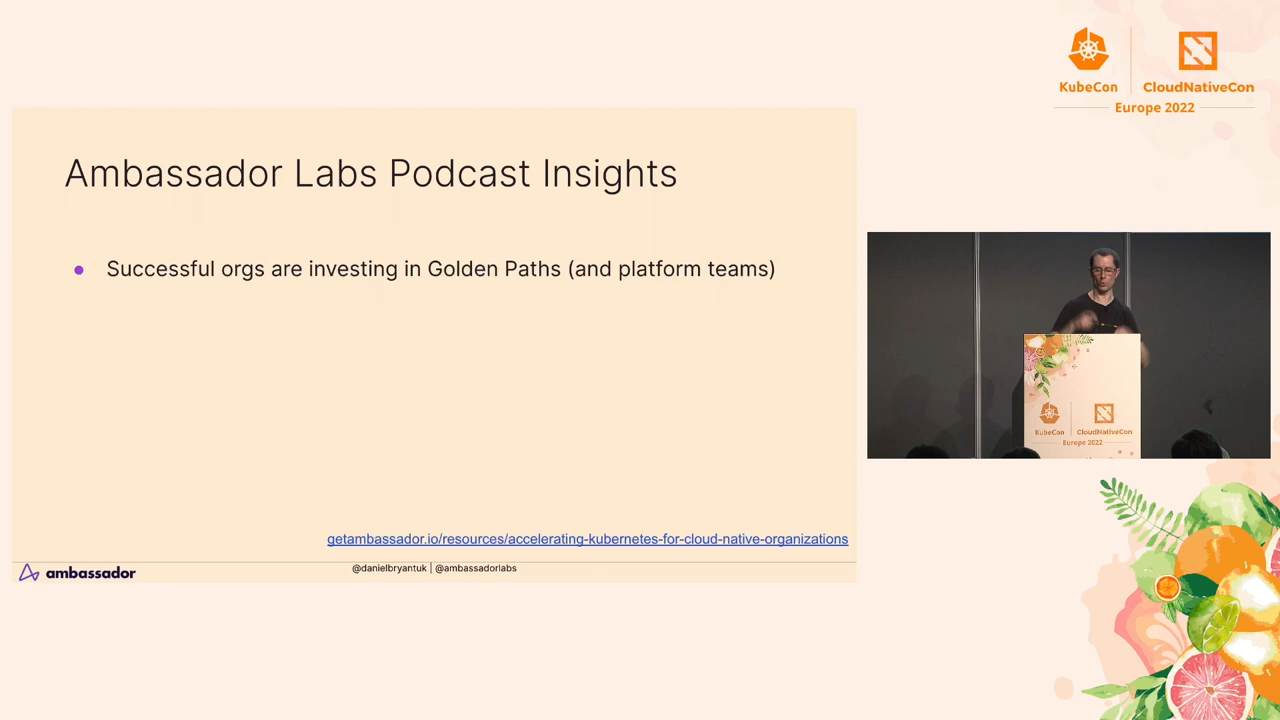 KubeCon
CloudNativeCon
Europe 2022
Ambassador Labs Podcast Insights
Successful orgs are investing in Golden Paths (and platform teams)
getambassador.io/resources/accelerating-kubernetes-for-cloud-native-organizations
ambassador
@danielbryantuk | @ambassadorlabs
KubeCon
CloudNativeCon
Europe 2022